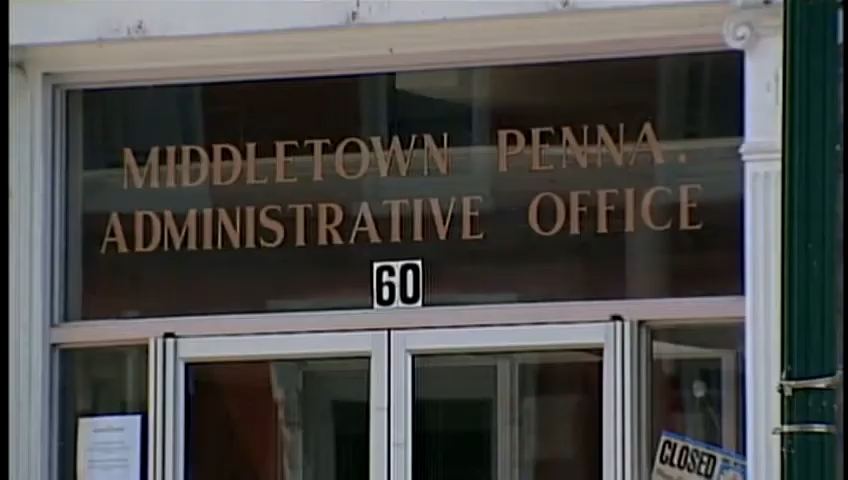 MIDDLETOWN PENNA.
ADMINISTRATIVE OFFICE
60
CLOSED